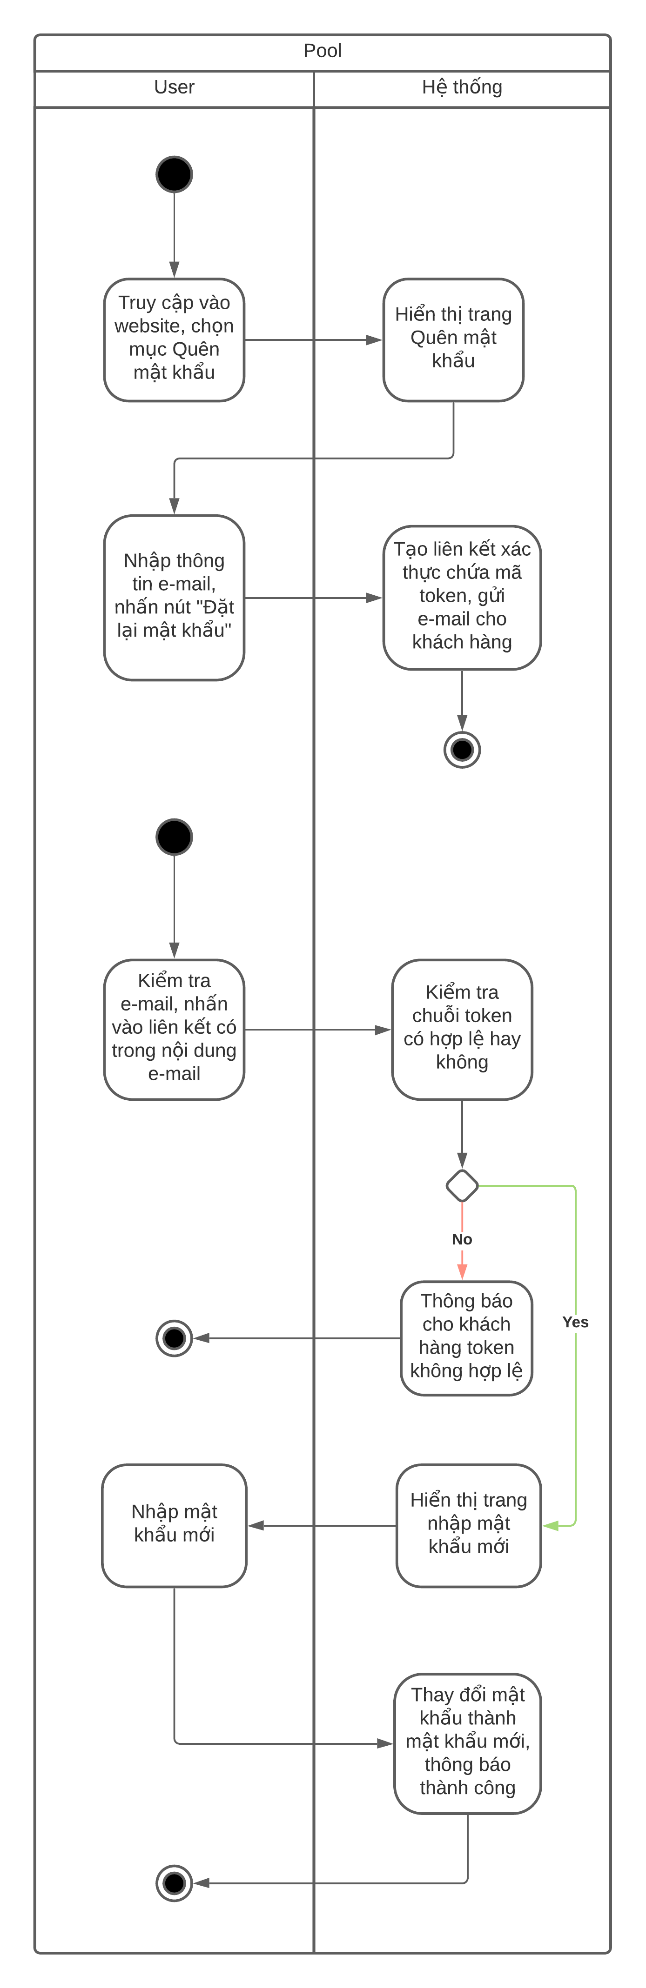 Pool
User
Hệ thống
Truy cập vào
website, chọn
mục Quên
mật khẩu
Hiển thị trang
Quên mật
khẩu
Nhập thông
tin e-mail,
nhấn nút "Đặt
lại mật khẩu"
Tạo liên kết xác
thực chứa mã
token, gửi
e-mail cho
khách hàng
Kiểm tra
e-mail, nhấn
vào liên kết có
trong nội dung
e-mail
Kiểm tra
chuỗi token
có hợp lệ hay
không
No
Yes
Thông báo
cho khách
hàng token
không hợp lệ
Nhập mật
khẩu mới
Hiển thị trang
nhập mật
khẩu mới
Thay đổi mật
khẩu thành
mật khẩu mới,
thông báo
thành công